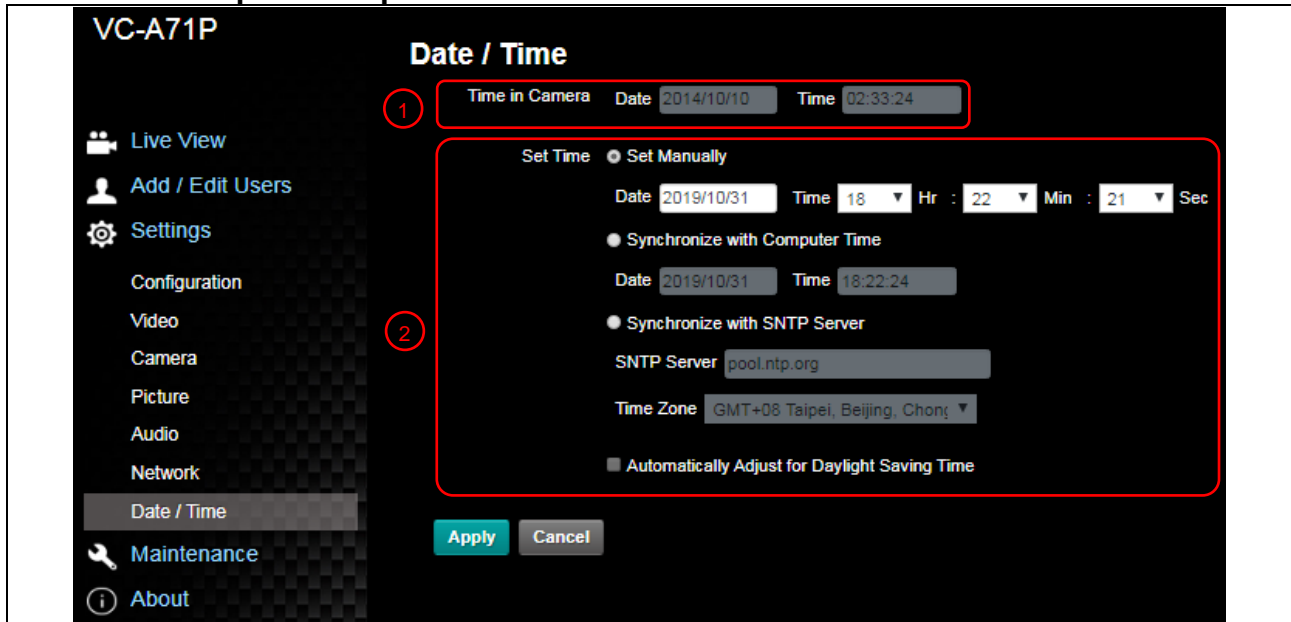 VC-A71P
Date / Time
1
Time in Camera Date 2014/10/10 Time 02:33:24
Live View
Add / Edit Users
Settings
Configuration
Video
Camera
Picture
Audio
Network
Date / Time
Maintenance
About
2
Set Time Set Manually
Date 2019/10/31 Time 18 Hr : 22 Min : 21 Sec
Synchronize with Computer Time
Date 2019/10/31 Time 18:22:24
Synchronize with SNTP Server
SNTP Server pool.ntp.org
Time Zone GMT+08 Taipei, Beijing, Chong
Automatically Adjust for Daylight Saving Time
Apply Cancel